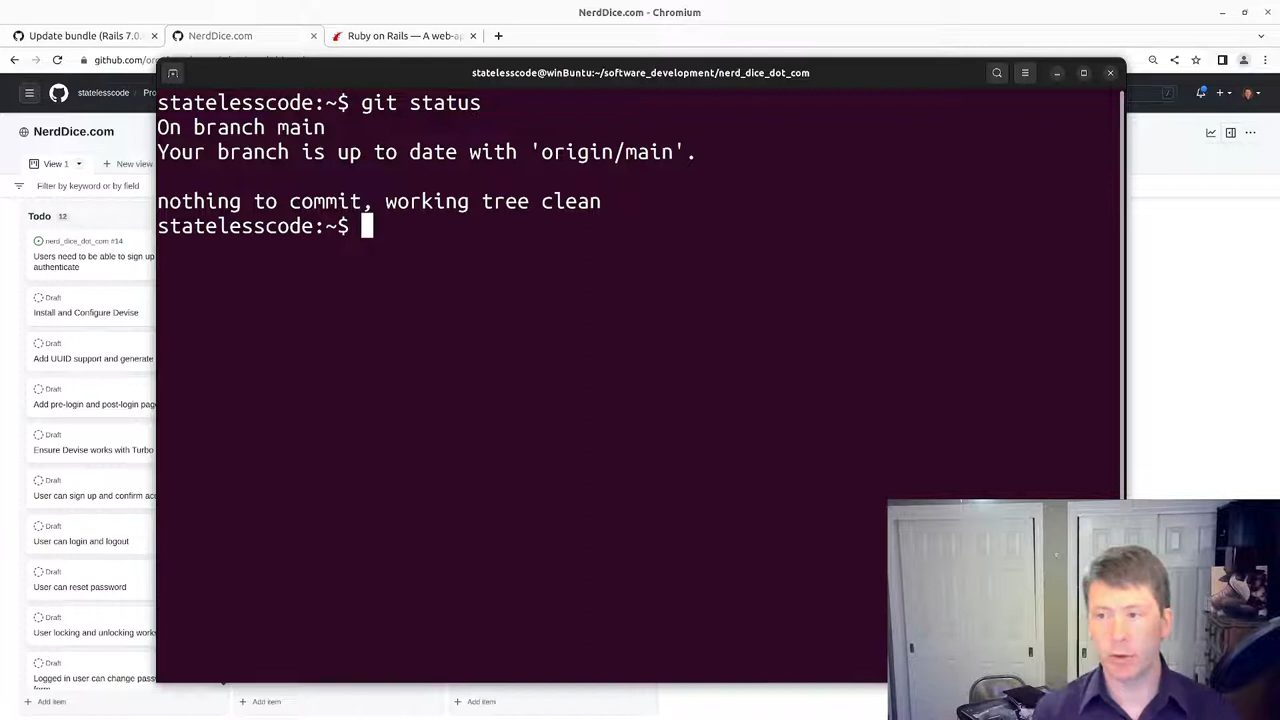 NerdDice.com - Chromium
Update bundle (Rails 7.0.
NerdDice.com
Ruby on Rails — A web-ap
github.com/
statelesscode@winBuntu:~/software_development/nerd_dice_dot_com
statelesscode / Pro
NerdDice.com
View 1
New view
Filter by keyword or by field
Todo 12
nerd_dice_dot_com #14
Users need to be able to sign up
authenticate
Draft
Install and Configure Devise
Draft
Add UUID support and generate
Draft
Add pre-login and post-login pag
Draft
Ensure Devise works with Turbo
Draft
User can sign up and confirm acc
Draft
User can login and logout
Draft
User can reset password
Draft
User locking and unlocking works
Draft
Logged in user can change pass
form
Add item
Add item
Add item
statelesscode:~$ git status
On branch main
Your branch is up to date with 'origin/main'.
nothing to commit, working tree clean
statelesscode:~$